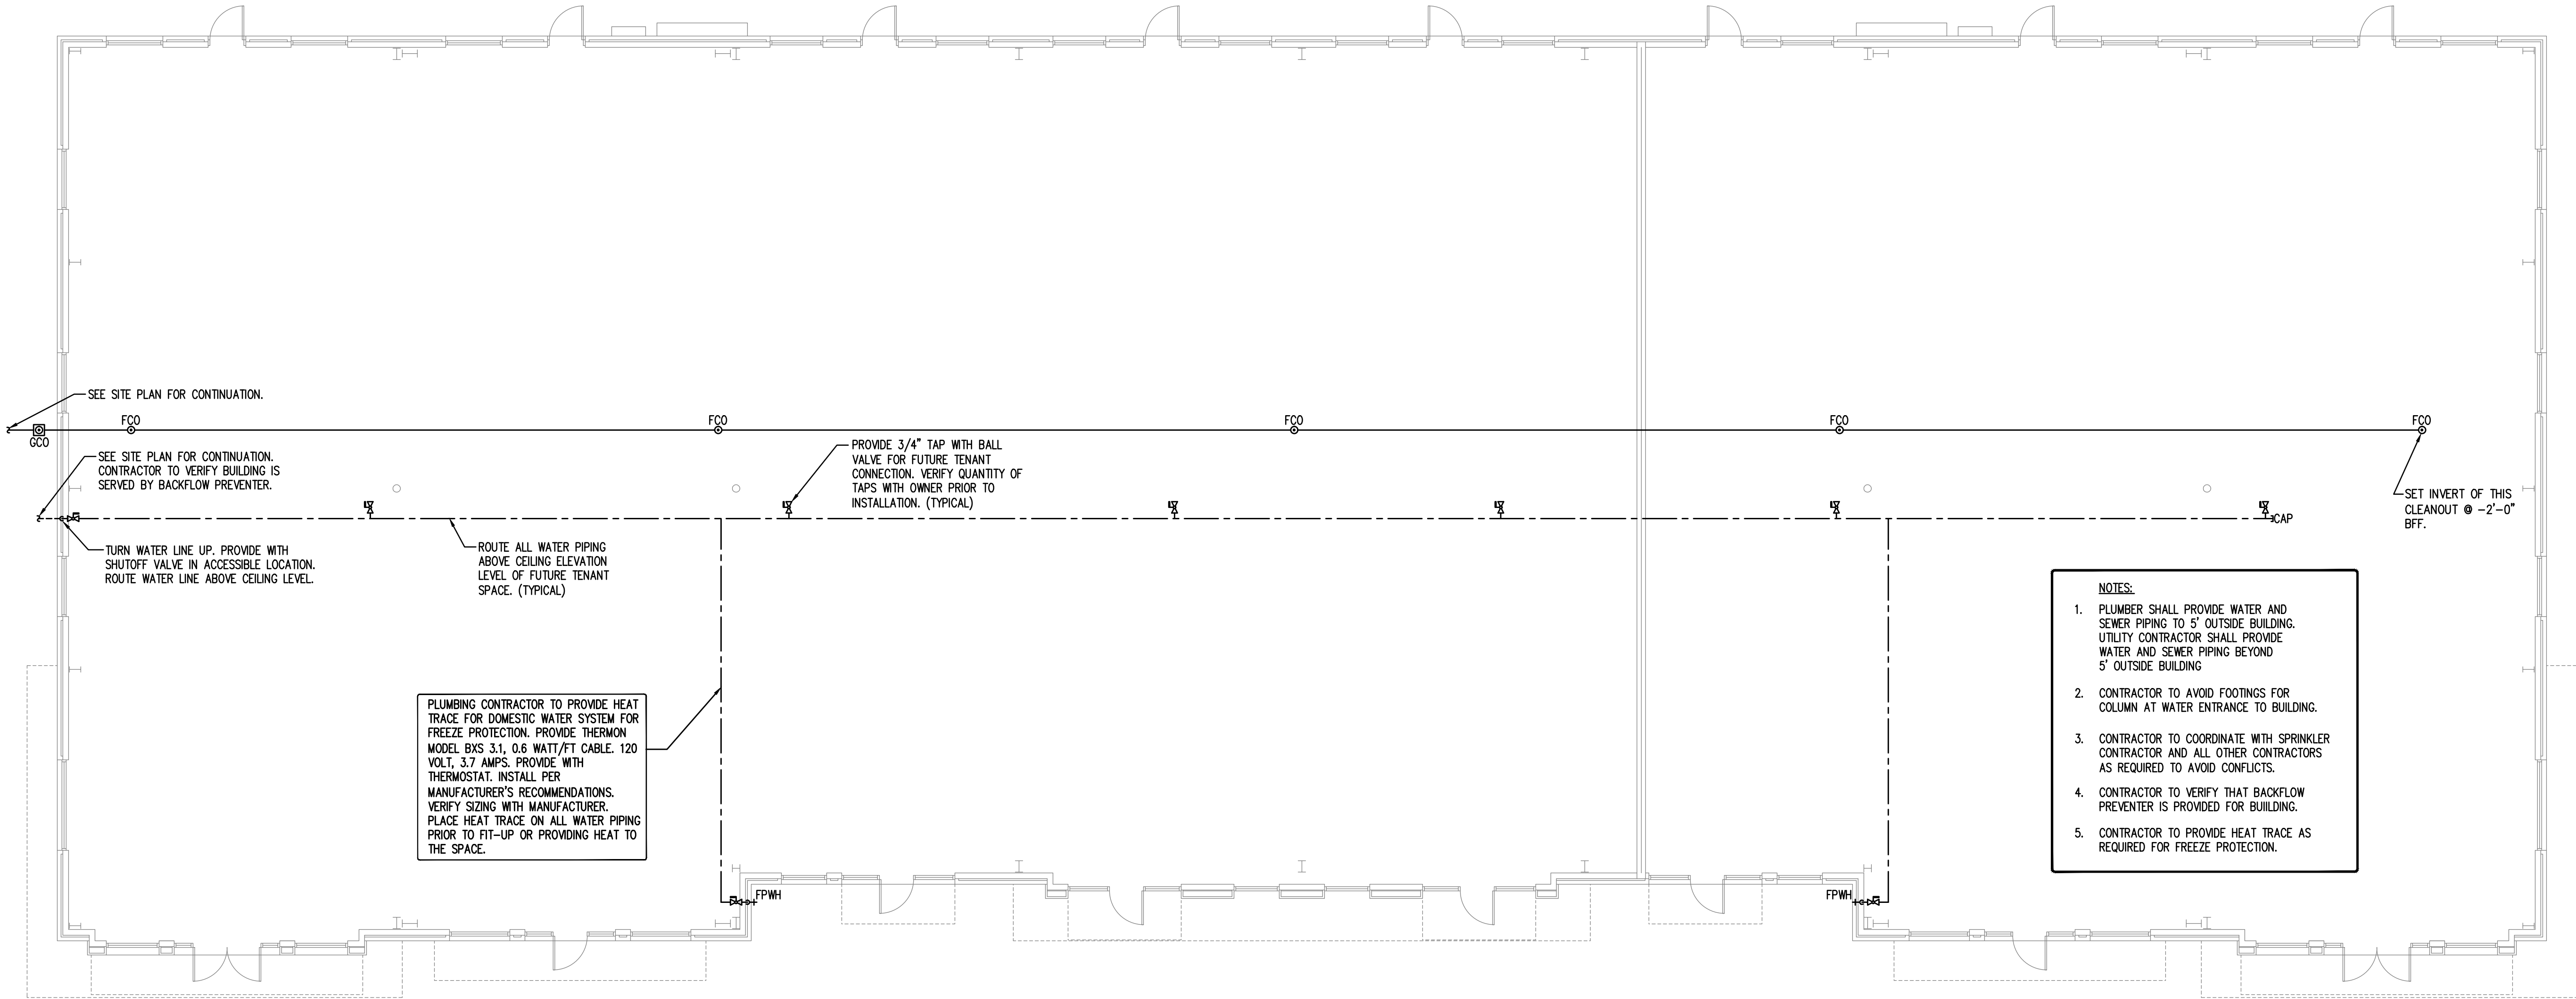 SEE SITE PLAN FOR CONTINUATION.
FCO
FCO
FCO
FCO
FCO
GCO
SEE SITE PLAN FOR CONTINUATION.
CONTRACTOR TO VERIFY BUILDING IS
SERVED BY BACKFLOW PREVENTER.
PROVIDE 3/4" TAP WITH BALL
VALVE FOR FUTURE TENANT
CONNECTION. VERIFY QUANTITY OF
TAPS WITH OWNER PRIOR TO
INSTALLATION. (TYPICAL)
SET INVERT OF THIS
CLEANOUT @ -2'-0"
BFF.
CAP
TURN WATER LINE UP. PROVIDE WITH
SHUTOFF VALVE IN ACCESSIBLE LOCATION.
ROUTE WATER LINE ABOVE CEILING LEVEL.
ROUTE ALL WATER PIPING
ABOVE CEILING ELEVATION
LEVEL OF FUTURE TENANT
SPACE. (TYPICAL)
PLUMBING CONTRACTOR TO PROVIDE HEAT
TRACE FOR DOMESTIC WATER SYSTEM FOR
FREEZE PROTECTION. PROVIDE THERMON
MODEL BXS 3.1, 0.6 WATT/FT CABLE. 120
VOLT, 3.7 AMPS. PROVIDE WITH
THERMOSTAT. INSTALL PER
MANUFACTURER'S RECOMMENDATIONS.
VERIFY SIZING WITH MANUFACTURER.
PLACE HEAT TRACE ON ALL WATER PIPING
PRIOR TO FIT-UP OR PROVIDING HEAT TO
THE SPACE.
NOTES:
1. PLUMBER SHALL PROVIDE WATER AND
SEWER PIPING TO 5' OUTSIDE BUILDING.
UTILITY CONTRACTOR SHALL PROVIDE
WATER AND SEWER PIPING BEYOND
5' OUTSIDE BUILDING
2. CONTRACTOR TO AVOID FOOTINGS FOR
COLUMN AT WATER ENTRANCE TO BUILDING.
3. CONTRACTOR TO COORDINATE WITH SPRINKLER
CONTRACTOR AND ALL OTHER CONTRACTORS
AS REQUIRED TO AVOID CONFLICTS.
4. CONTRACTOR TO VERIFY THAT BACKFLOW
PREVENTER IS PROVIDED FOR BUIILDING.
5. CONTRACTOR TO PROVIDE HEAT TRACE AS
REQUIRED FOR FREEZE PROTECTION.
FPWH
FPWH